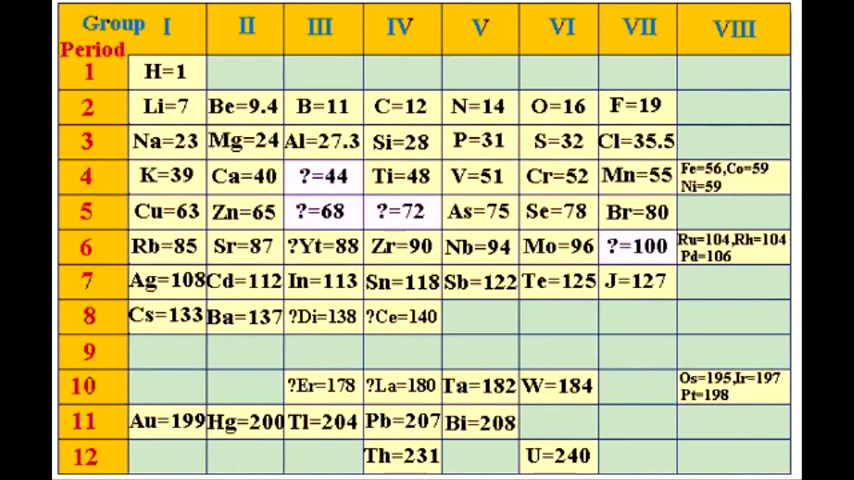 Group I II III IV V VI VII VIII
Period
1 H=1
2 Li=7 Be=9.4 B=11 C=12 N=14 O=16 F=19
3 Na=23 Mg=24 Al=27.3 Si=28 P=31 S=32 Cl=35.5
4 K=39 Ca=40 ?=44 Ti=48 V=51 Cr=52 Mn=55 Fe=56,Co=59
Ni=59
5 Cu=63 Zn=65 ?=68 ?=72 As=75 Se=78 Br=80
6 Rb=85 Sr=87 ?Yt=88 Zr=90 Nb=94 Mo=96 ?=100 Ru=104,Rh=104
Pd=106
7 Ag=108 Cd=112 In=113 Sn=118 Sb=122 Te=125 J=127
8 Cs=133 Ba=137 ?Di=138 ?Ce=140
9
10 ?Er=178 ?La=180 Ta=182 W=184 Os=195,Ir=197
Pt=198
11 Au=199 Hg=200 Tl=204 Pb=207 Bi=208
12 Th=231 U=240